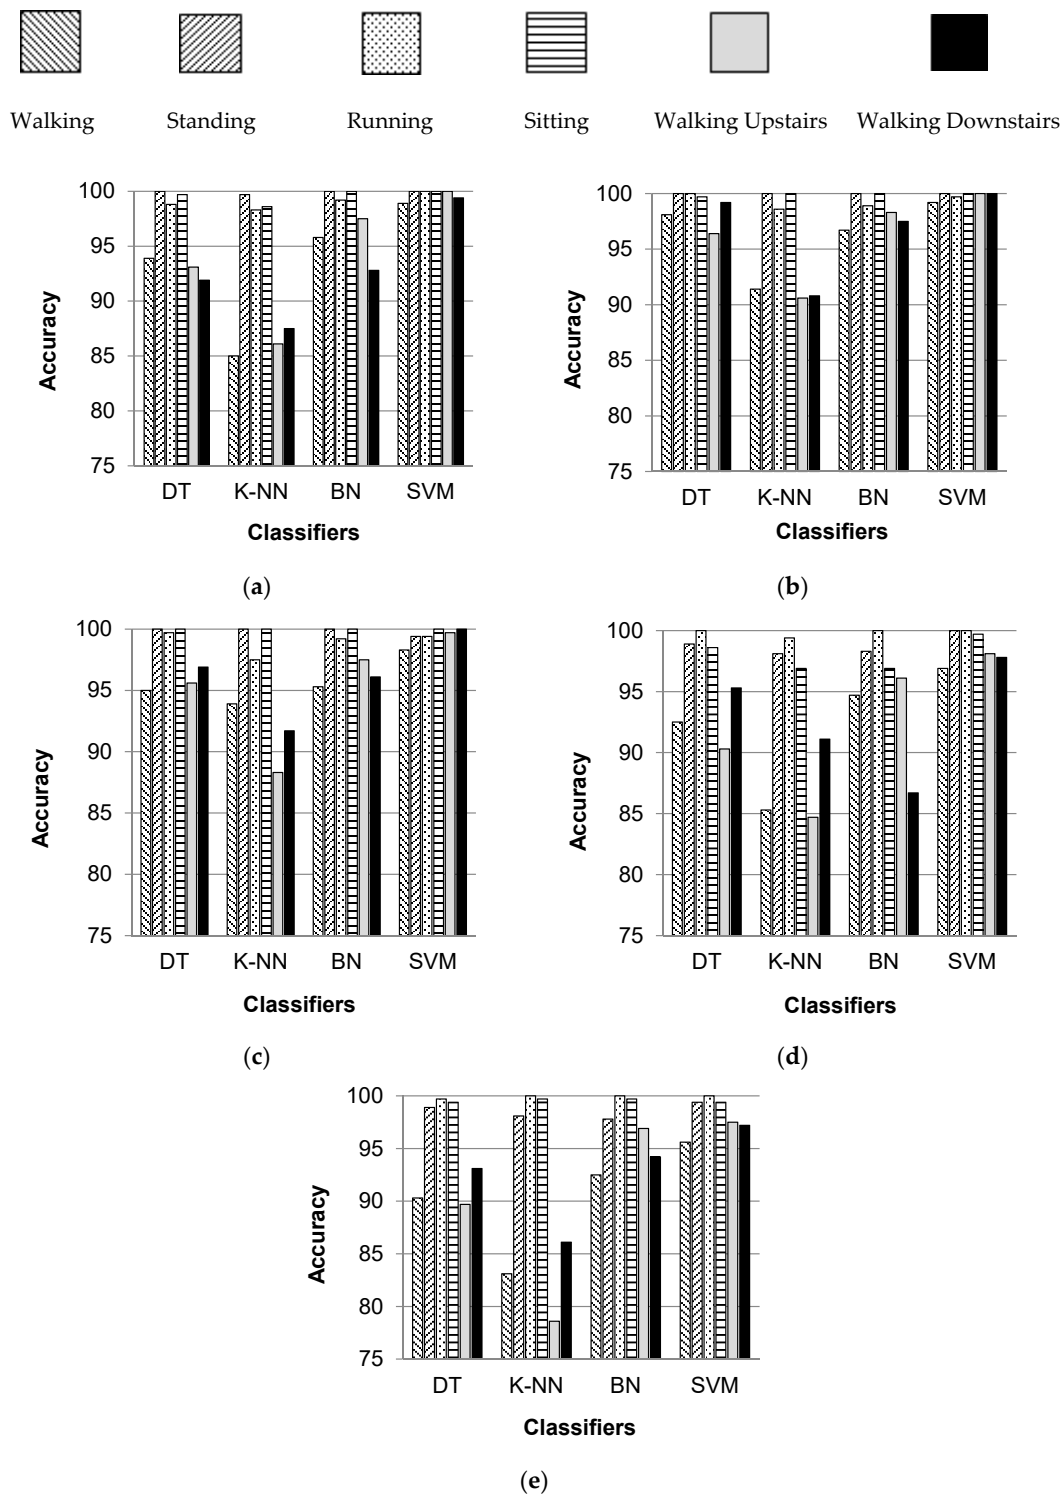 Walking Standing Running Sitting Walking Upstairs Walking Downstairs
100
95
90
85
80
75
Accuracy
DT K-NN BN SVM
Classifiers
(a)
100
95
90
85
80
75
Accuracy
DT K-NN BN SVM
Classifiers
(b)
100
95
90
85
80
75
Accuracy
DT K-NN BN SVM
Classifiers
(c)
100
95
90
85
80
75
Accuracy
DT K-NN BN SVM
Classifiers
(d)
100
95
90
85
80
75
Accuracy
DT K-NN BN SVM
Classifiers
(e)